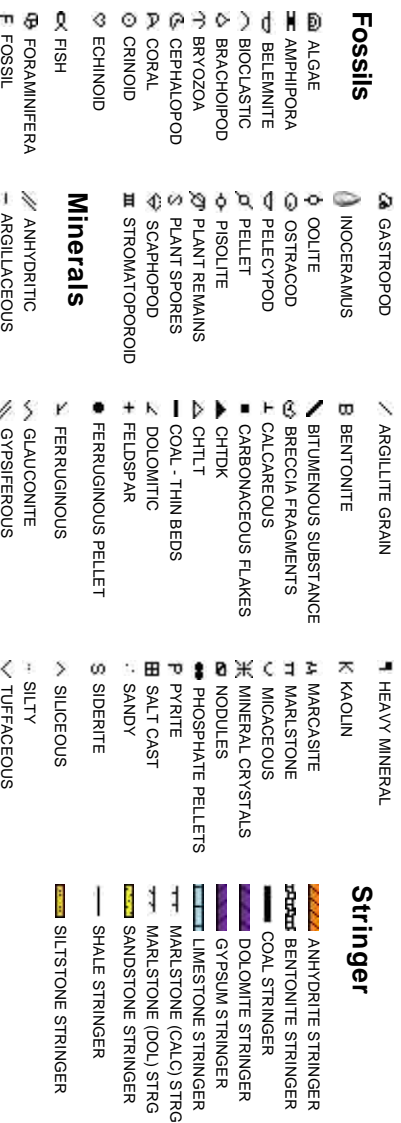 Fossils
ALGAE
AMPHIPORA
BELEMNITE
BIOCLASTIC
BRACHOIPOD
BRYOZOA
CEPHALOPOD
CORAL
CRINOID
ECHINOID
FISH
FORAMINIFERA
F FOSSIL
GASTROPOD
INOCERAMUS
OOLITE
OSTRACOD
PELECYPOD
PELLET
PISOLITE
PLANT REMAINS
S PLANT SPORES
SCAPHOPOD
STROMATOPOROID
Minerals
ANHYDRITIC
ARGILLACEOUS
ARGILLITE GRAIN
B BENTONITE
BITUMENOUS SUBSTANCE
BRECCIA FRAGMENTS
CALCAREOUS
CARBONACEOUS FLAKES
CHTDK
CHTLT
COAL - THIN BEDS
DOLOMITIC
FELDSPAR
FERRUGINOUS PELLET
FERRUGINOUS
GLAUCONITE
GYPSIFEROUS
HEAVY MINERAL
K KAOLIN
MARCASITE
MARLSTONE
MICACEOUS
MINERAL CRYSTALS
NODULES
PHOSPHATE PELLETS
P PYRITE
SALT CAST
SANDY
S SIDERITE
SILICEOUS
SILTY
TUFFACEOUS
Stringer
ANHYDRITE STRINGER
BENTONITE STRINGER
COAL STRINGER
DOLOMITE STRINGER
GYPSUM STRINGER
LIMESTONE STRINGER
MARLSTONE (CALC) STRG
MARLSTONE (DOL) STRG
SANDSTONE STRINGER
SHALE STRINGER
SILTSTONE STRINGER